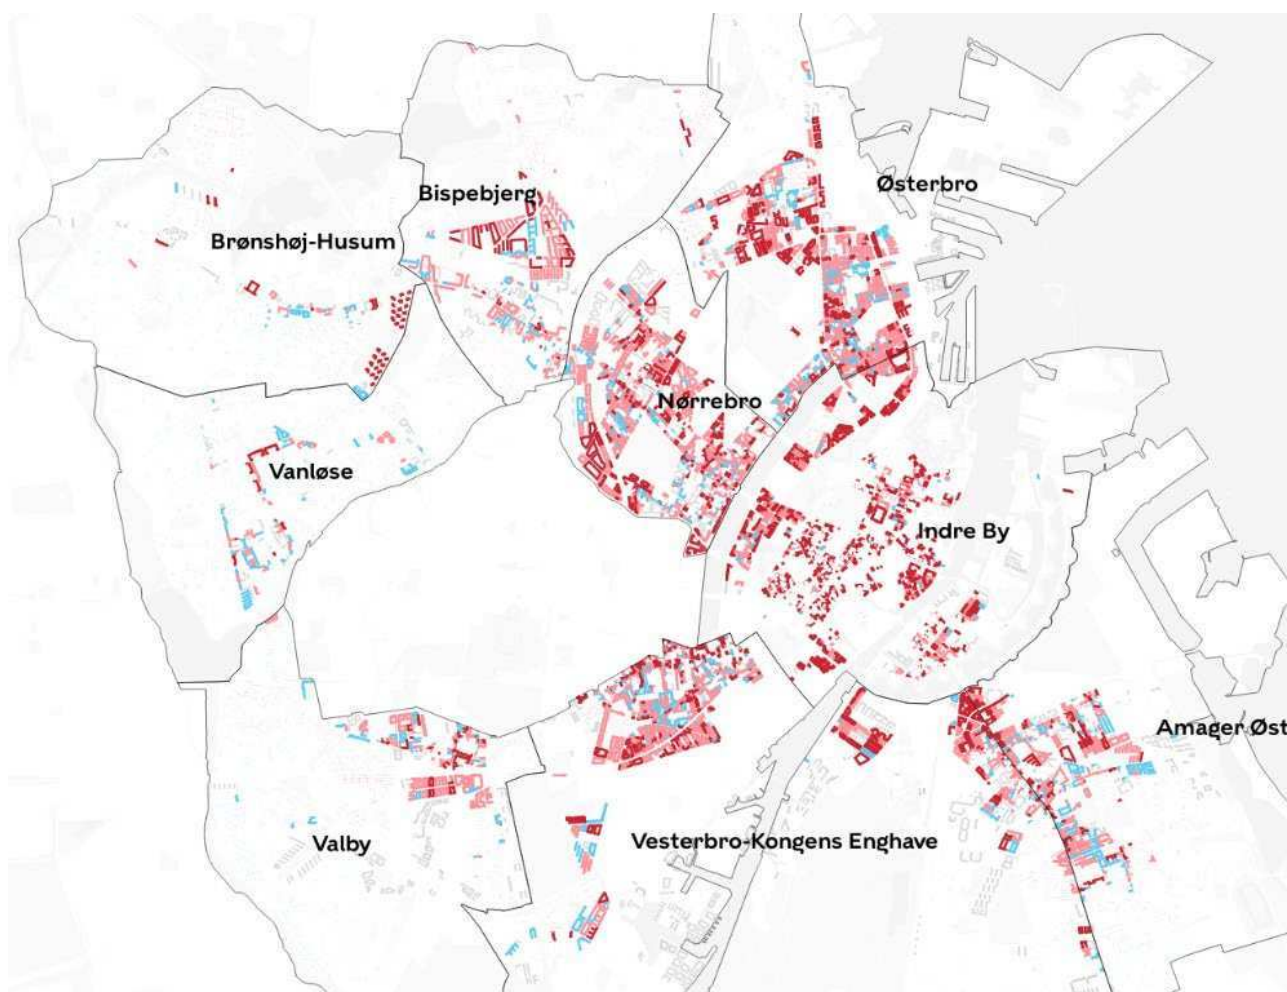 Østerbro
Bispebjerg
Brønshøj-Husum
Nørrebro
Vanløse
Indre By
Amager Øst
Valby
Vesterbro-Kongens Enghave